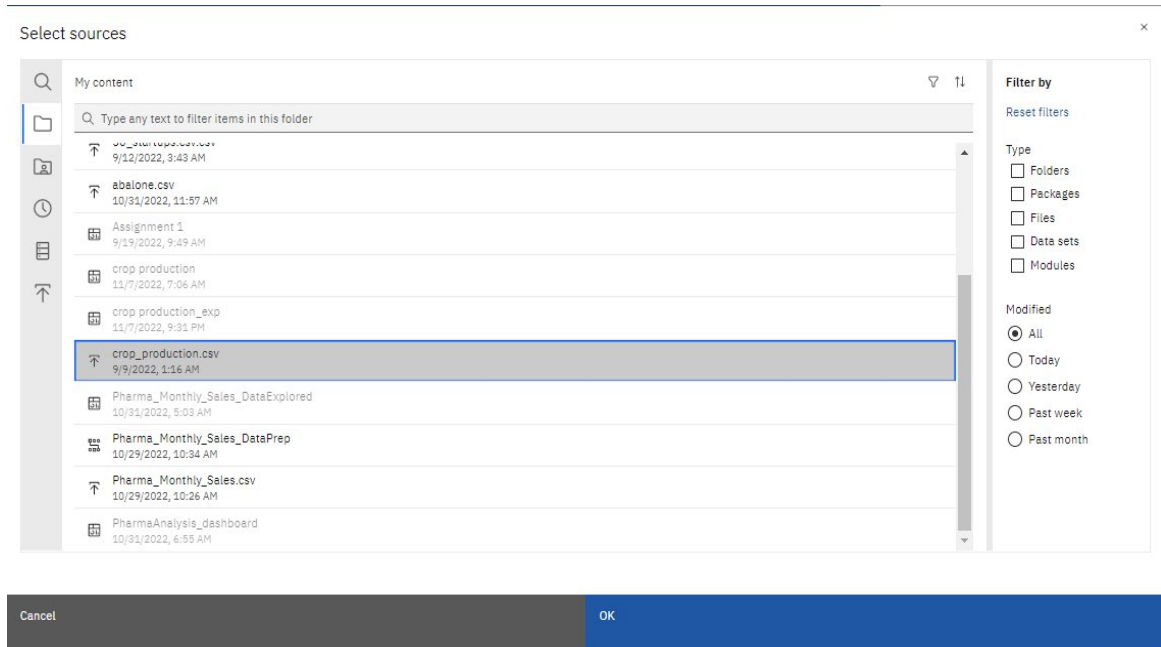 Select sources
My content
Type any text to filter items in this folder
9/12/2022, 3:43 AM
abalone.csv
10/31/2022, 11:57 AM
Assignment 1
9/19/2022, 9:49 AM
crop production
11/7/2022, 7:06 AM
crop production_exp
11/7/2022, 9:31 PM
crop_production.csv
9/9/2022, 1:16 AM
Pharma_Monthly_Sales_DataExplored
10/31/2022, 5:03 AM
Pharma_Monthly_Sales_DataPrep
10/29/2022, 10:34 AM
Pharma_Monthly_Sales.csv
10/29/2022, 10:26 AM
PharmaAnalysis_dashboard
10/31/2022, 6:55 AM
Filter by
Reset filters
Type
Folders
Packages
Files
Data sets
Modules
Modified
All
Today
Yesterday
Past week
Past month
Cancel
OK